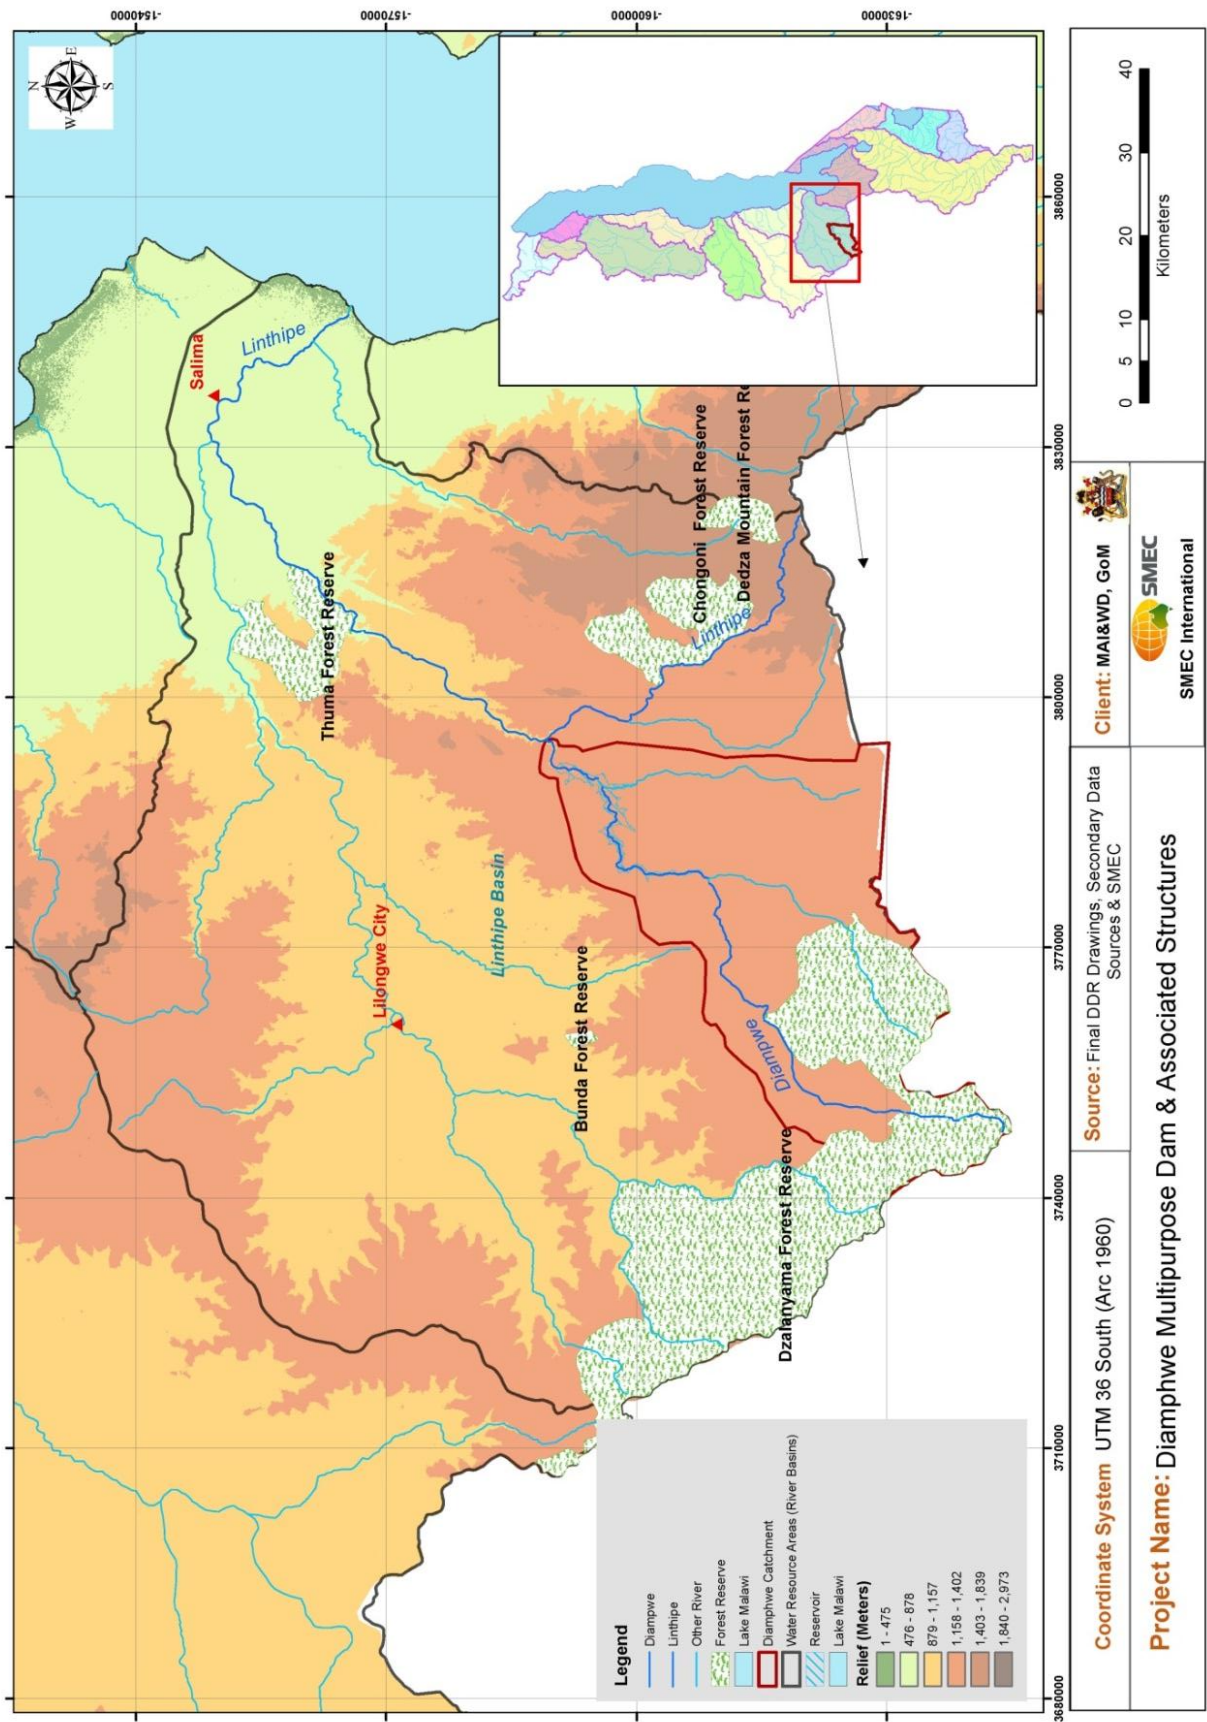 -1540000
-1570000
-1600000
-1630000
N
W
E
S
Salima
Linthipe
Thuma Forest Reserve
Chongoni Forest Reserve
Dedza Mountain Forest Re
Linthipe
Lilongwe City
Linthipe Basin
Bunda Forest Reserve
Diampwe
Dzalanyama Forest Reserve
3680000
3710000
3740000
3770000
3800000
3830000
3860000
Legend
Diampwe
Linthipe
Other River
Forest Reserve
Lake Malawi
Diamphwe Catchment
Water Resource Areas (River Basins)
Reservoir
Lake Malawi
Relief (Meters)
1 - 475
476 - 878
879 - 1,157
1,158 - 1,402
1,403 - 1,839
1,840 - 2,973
Coordinate System UTM 36 South (Arc 1960)
Source: Final DDR Drawings, Secondary Data
Sources & SMEC
Client: MAI&WD, GoM
SMEC
SMEC International
0 5 10 20 30 40
Kilometers
Project Name: Diamphwe Multipurpose Dam & Associated Structures